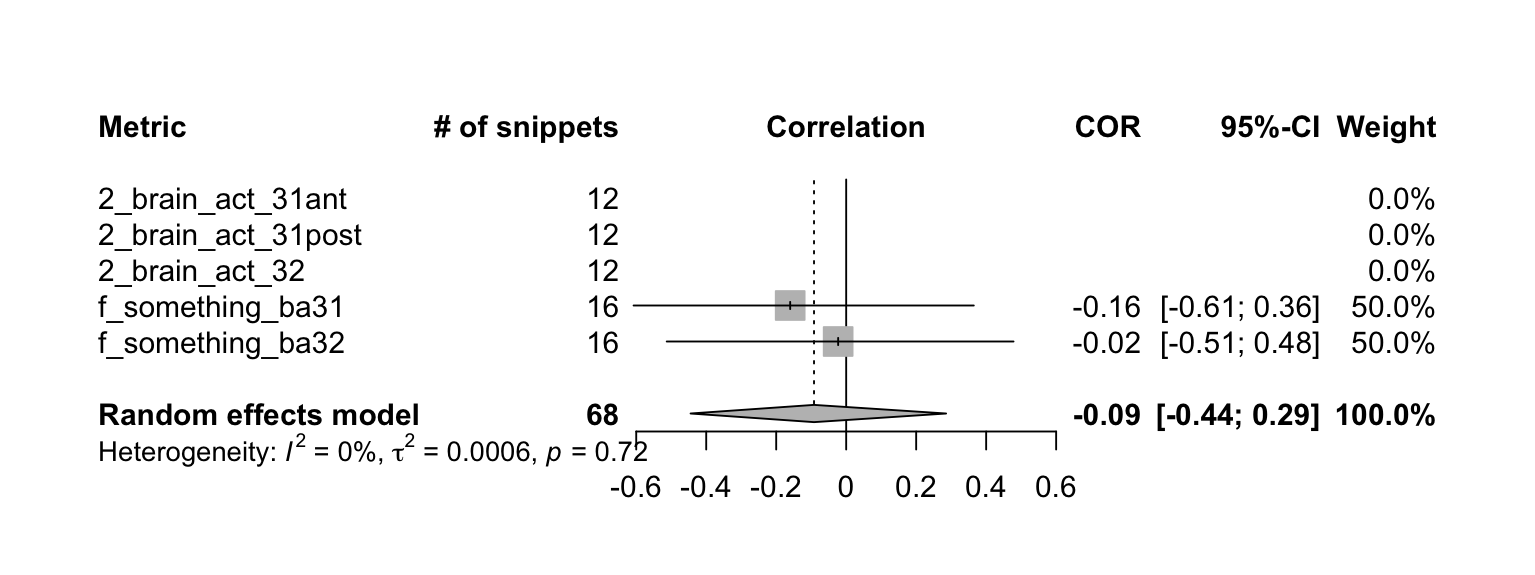 Metric # of snippets Correlation COR 95%-CI Weight
2_brain_act_31ant 12 0.0%
2_brain_act_31post 12 0.0%
2_brain_act_32 12 0.0%
f_something_ba31 16 -0.16 [-0.61; 0.36] 50.0%
f_something_ba32 16 -0.02 [-0.51; 0.48] 50.0%
Random effects model 68 -0.09 [-0.44; 0.29] 100.0%
Heterogeneity: I² = 0%, τ² = 0.0006, p = 0.72
-0.6 -0.4 -0.2 0 0.2 0.4 0.6